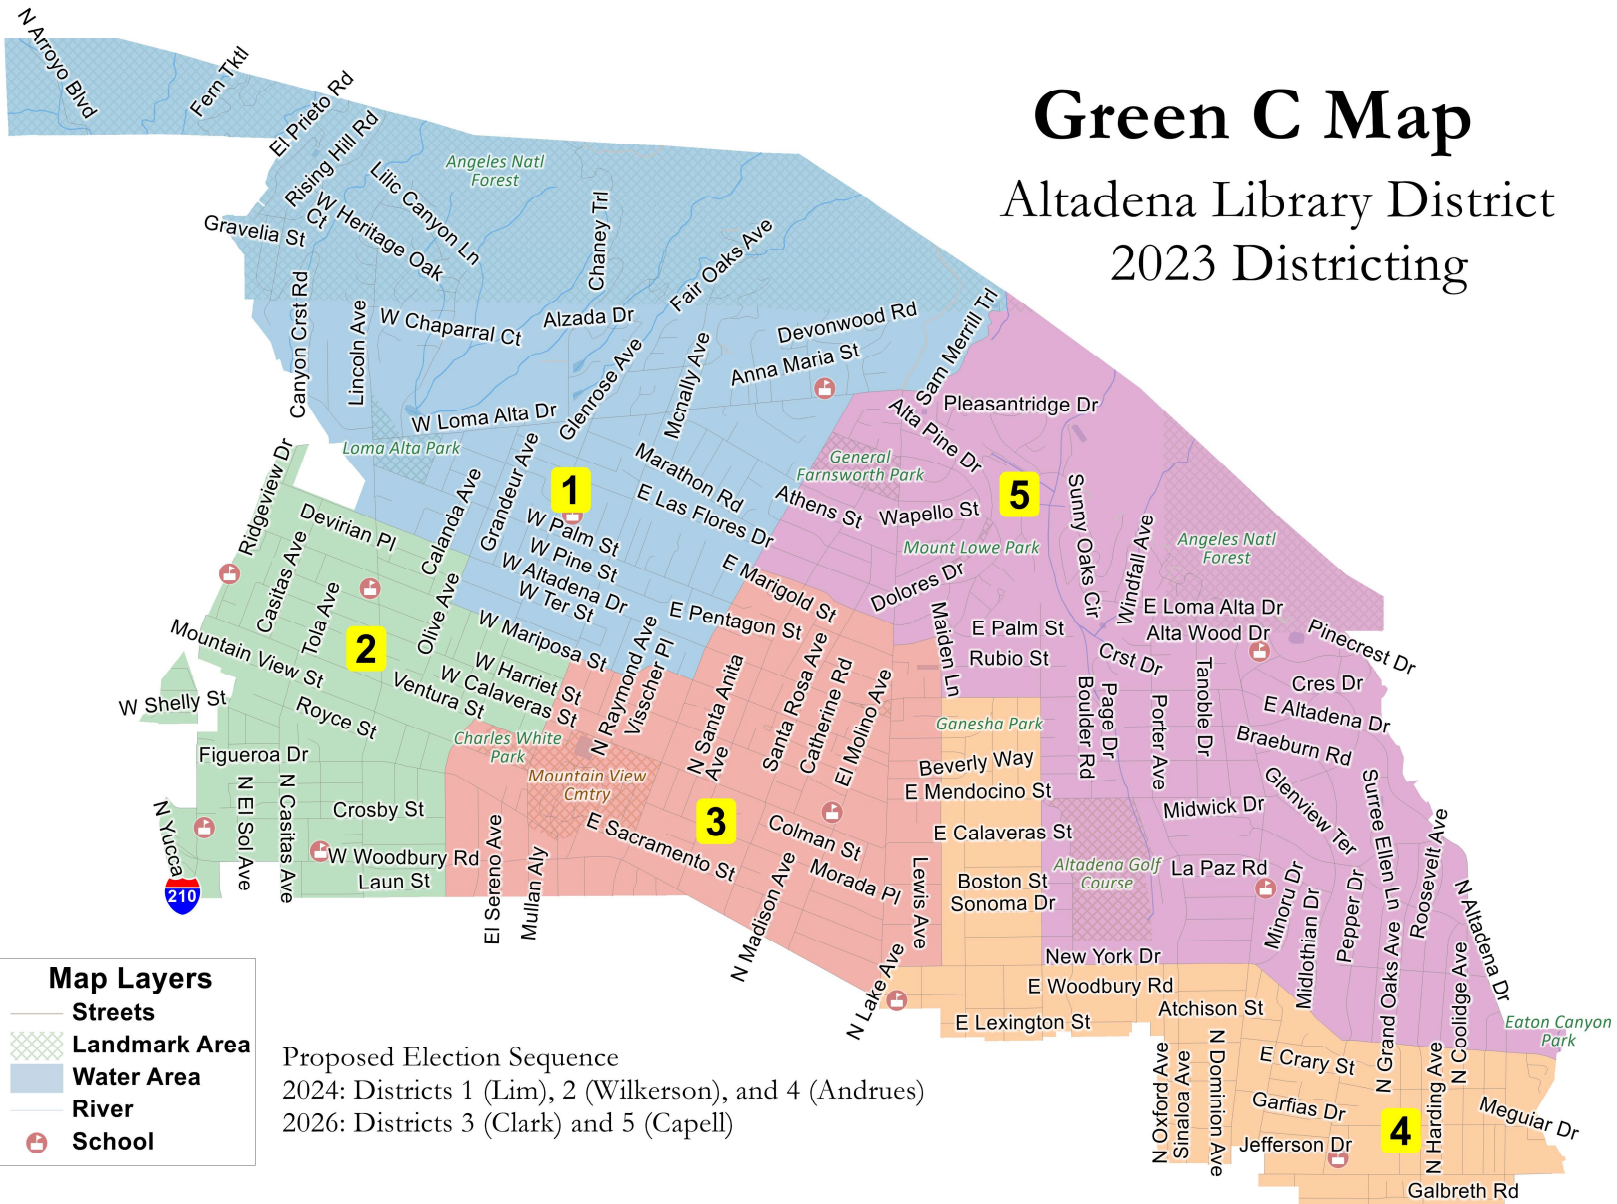 Green C Map
Altadena Library District
2023 Districting
N Arroyo Blvd
Fern Tktl
El Prieto Rd
Rising Hill Rd
Ct
W Heritage Oak
Lilic Canyon Ln
Gravelia St
Angeles Natl
Forest
Chaney Trl
Fair Oaks Ave
Canyon Crst Rd
Lincoln Ave
W Chaparral Ct
Alzada Dr
Devonwood Rd
Anna Maria St
Sam Merrill Trl
Glenrose Ave
Mcnally Ave
W Loma Alta Dr
Loma Alta Park
Pleasantridge Dr
Alta Pine Dr
General
Farnsworth Park
Ridgeview Dr
Devirian Pl
Calanda Ave
Grandeur Ave
1
Marathon Rd
E Las Flores Dr
Athens St
Wapello St
5
Sunny Oaks Cir
Windfall Ave
Mount Lowe Park
Angeles Natl
Forest
W Palm St
W Pine St
W Altadena Dr
W Ter St
E Marigold St
Dolores Dr
Casitas Ave
Tola Ave
Olive Ave
2
Mountain View St
W Mariposa St
E Pentagon St
Maiden Ln
E Palm St
Rubio St
E Loma Alta Dr
Alta Wood Dr
Pinecrest Dr
Crst Dr
W Shelly St
Royce St
Ventura St
W Harriet St
W Calaveras St
N Raymond Ave
Visscher Pl
N Santa Anita
Ave
Santa Rosa Ave
Catherine Rd
El Molino Ave
Boulder Rd
Page Dr
Porter Ave
Tanoble Dr
Cres Dr
E Altadena Dr
Braeburn Rd
Figueroa Dr
Charles White
Park
Mountain View
Cmtry
Ganesha Park
Beverly Way
E Mendocino St
Midwick Dr
Glenview Ter
Surree Ellen Ln
Roosevelt Ave
N Yucca
N El Sol Ave
N Casitas Ave
Crosby St
W Woodbury Rd
Laun St
210
El Sereno Ave
Mullan Aly
E Sacramento St
3
Colman St
Morada Pl
N Madison Ave
Lewis Ave
E Calaveras St
Altadena Golf
Course
La Paz Rd
Boston St
Sonoma Dr
Minoru Dr
Midlothian Dr
Pepper Dr
N Grand Oaks Ave
N Coolidge Ave
N Altadena Dr
New York Dr
E Woodbury Rd
N Lake Ave
E Lexington St
Atchison St
Eaton Canyon
Park
N Oxford Ave
Sinaloa Ave
N Dominion Ave
E Crary St
Garfias Dr
Jefferson Dr
4
N Harding Ave
Meguiar Dr
Galbreth Rd
Map Layers
Streets
Landmark Area
Water Area
River
School
Proposed Election Sequence
2024: Districts 1 (Lim), 2 (Wilkerson), and 4 (Andrues)
2026: Districts 3 (Clark) and 5 (Capell)